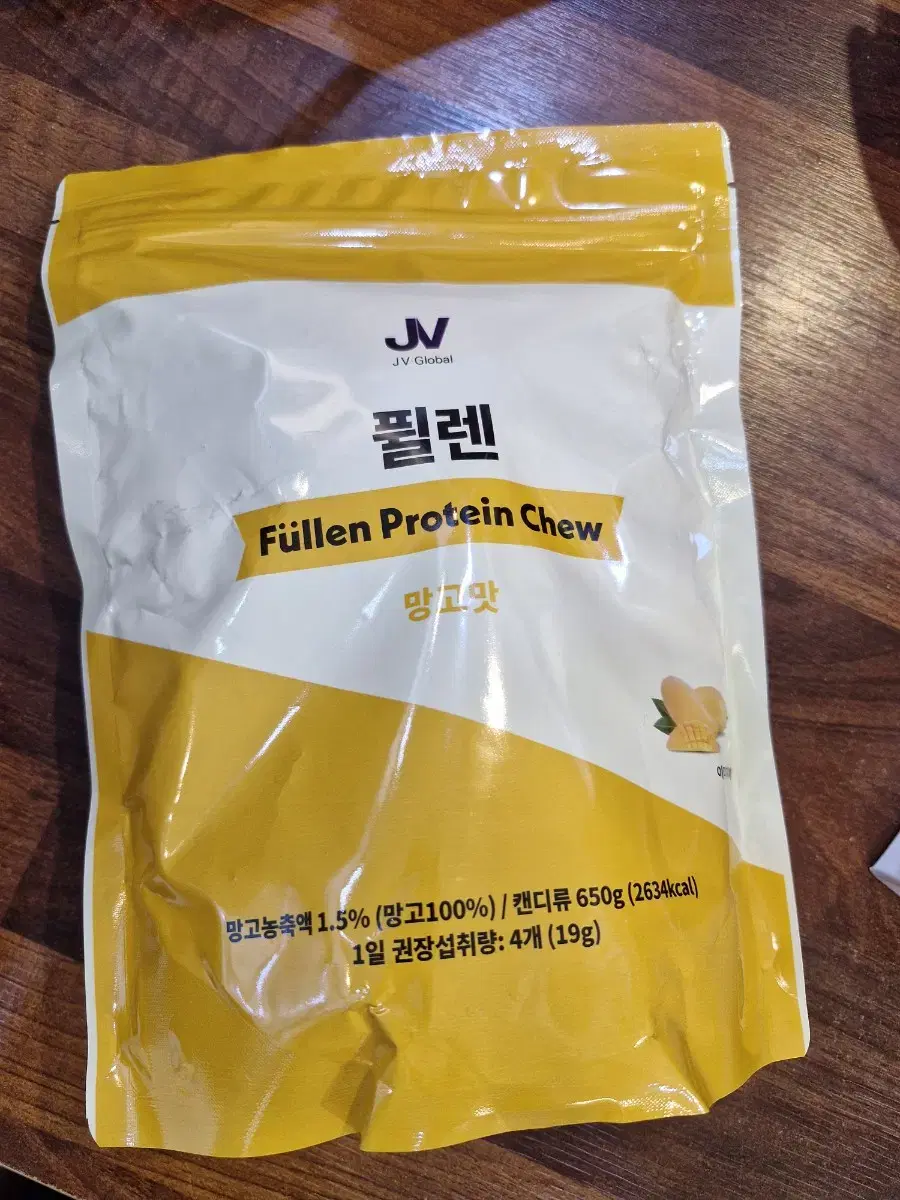 JV
JV Global
필렌
Füllen Protein Chew
망고맛
망고농축액 1.5% (망고100%) / 캔디류 650g (2634kcal)
1일 권장섭취량: 4개 (19g)